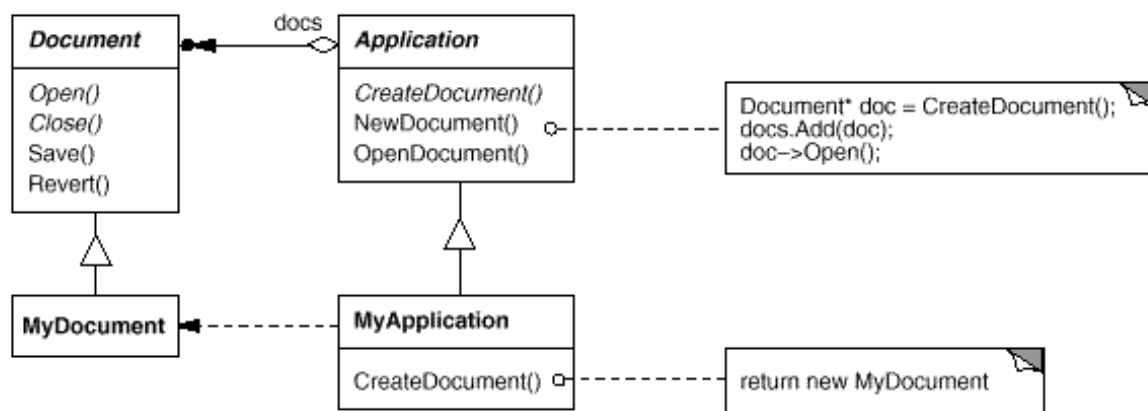 docs
Document
Open()
Close()
Save()
Revert()
Application
CreateDocument()
NewDocument()
OpenDocument()
Document* doc = CreateDocument();
docs.Add(doc);
doc->Open();
MyDocument
MyApplication
CreateDocument()
return new MyDocument